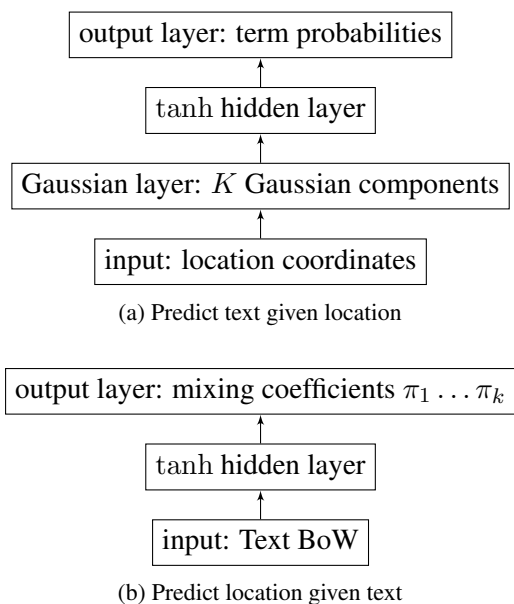 output layer: term probabilities
tanh hidden layer
Gaussian layer: K Gaussian components
input: location coordinates
(a) Predict text given location
output layer: mixing coefficients π₁ … πₖ
tanh hidden layer
input: Text BoW
(b) Predict location given text